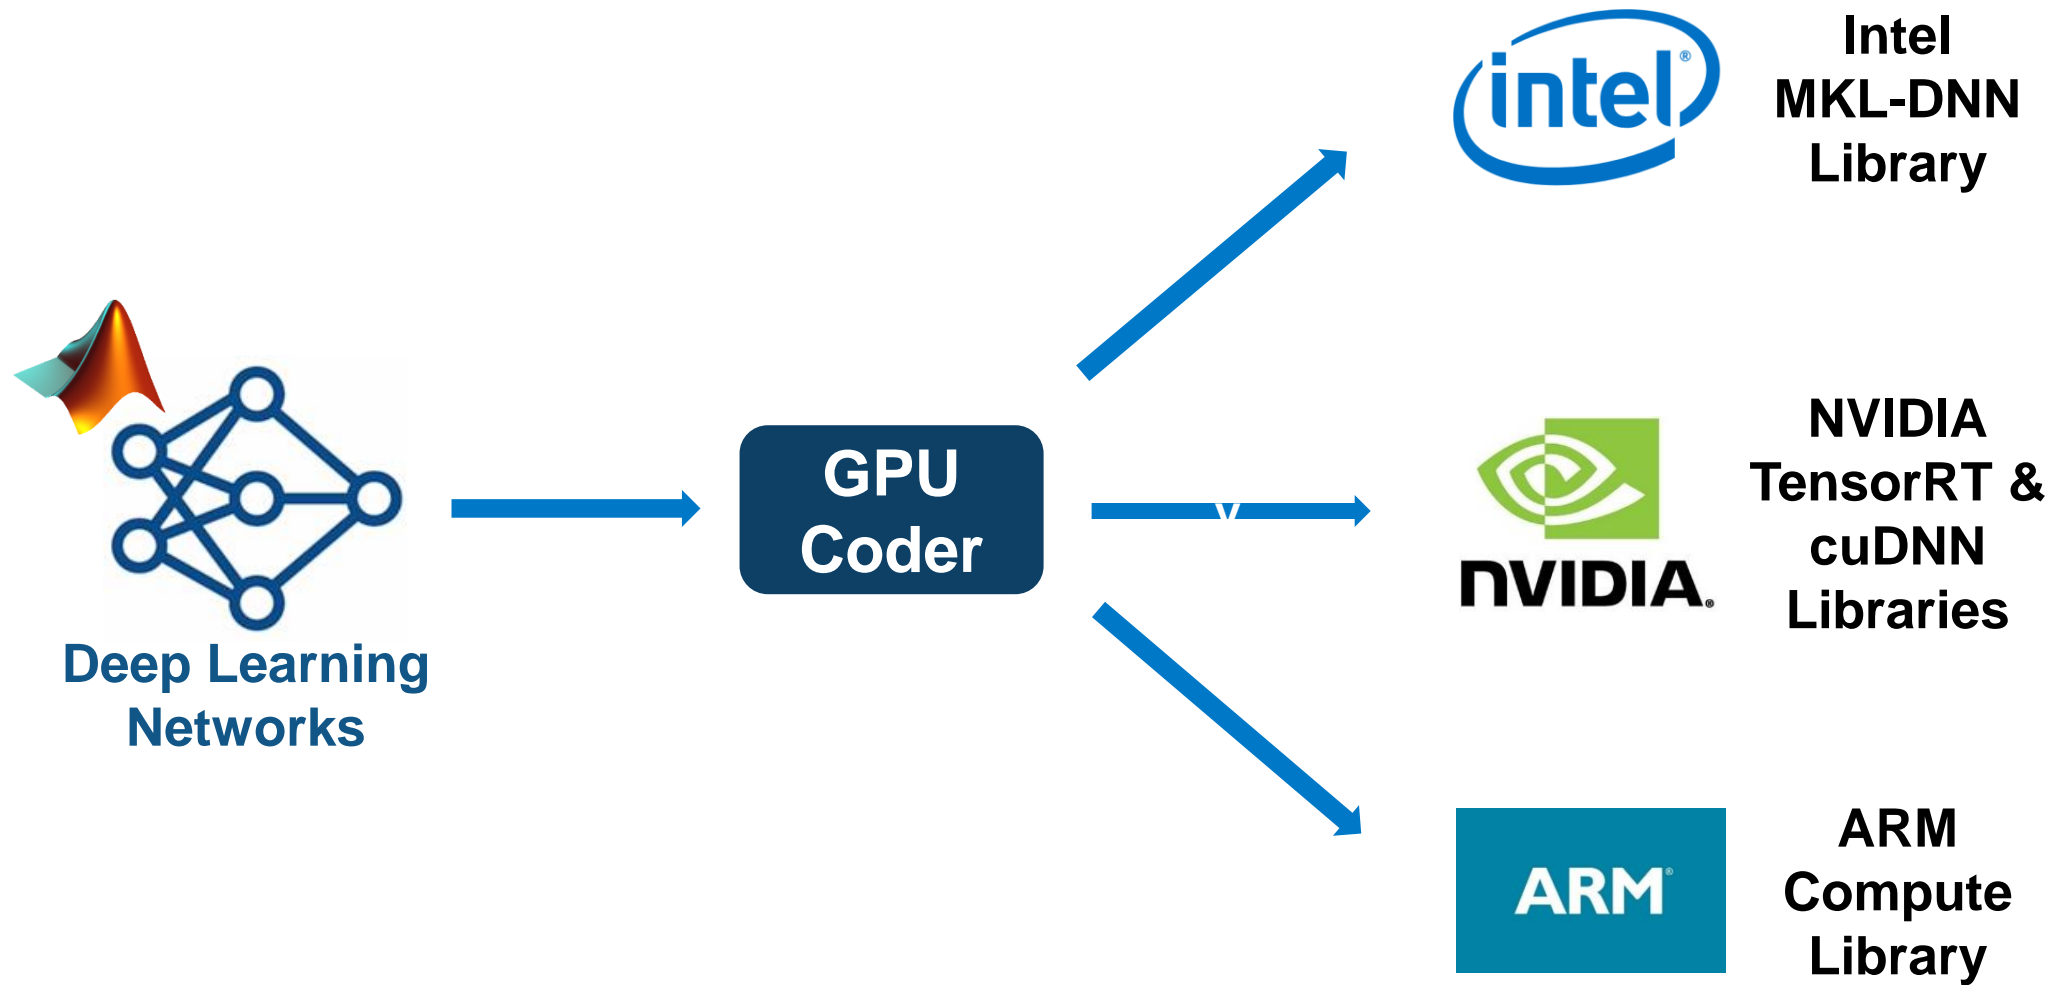 Deep Learning
Networks
GPU
Coder
V
intel®
Intel
MKL-DNN
Library
NVIDIA®
NVIDIA
TensorRT &
cuDNN
Libraries
ARM®
ARM
Compute
Library